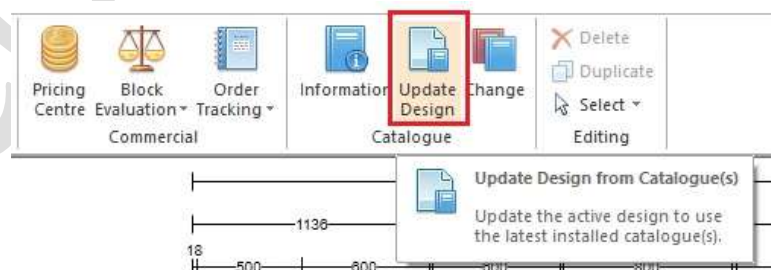 Pricing Centre
Block Evaluation
Order Tracking
Commercial
Information
Update Design
Change
Catalogue
Delete
Duplicate
Select
Editing
Update Design from Catalogue(s)
Update the active design to use
the latest installed catalogue(s).
1136
18
500
600